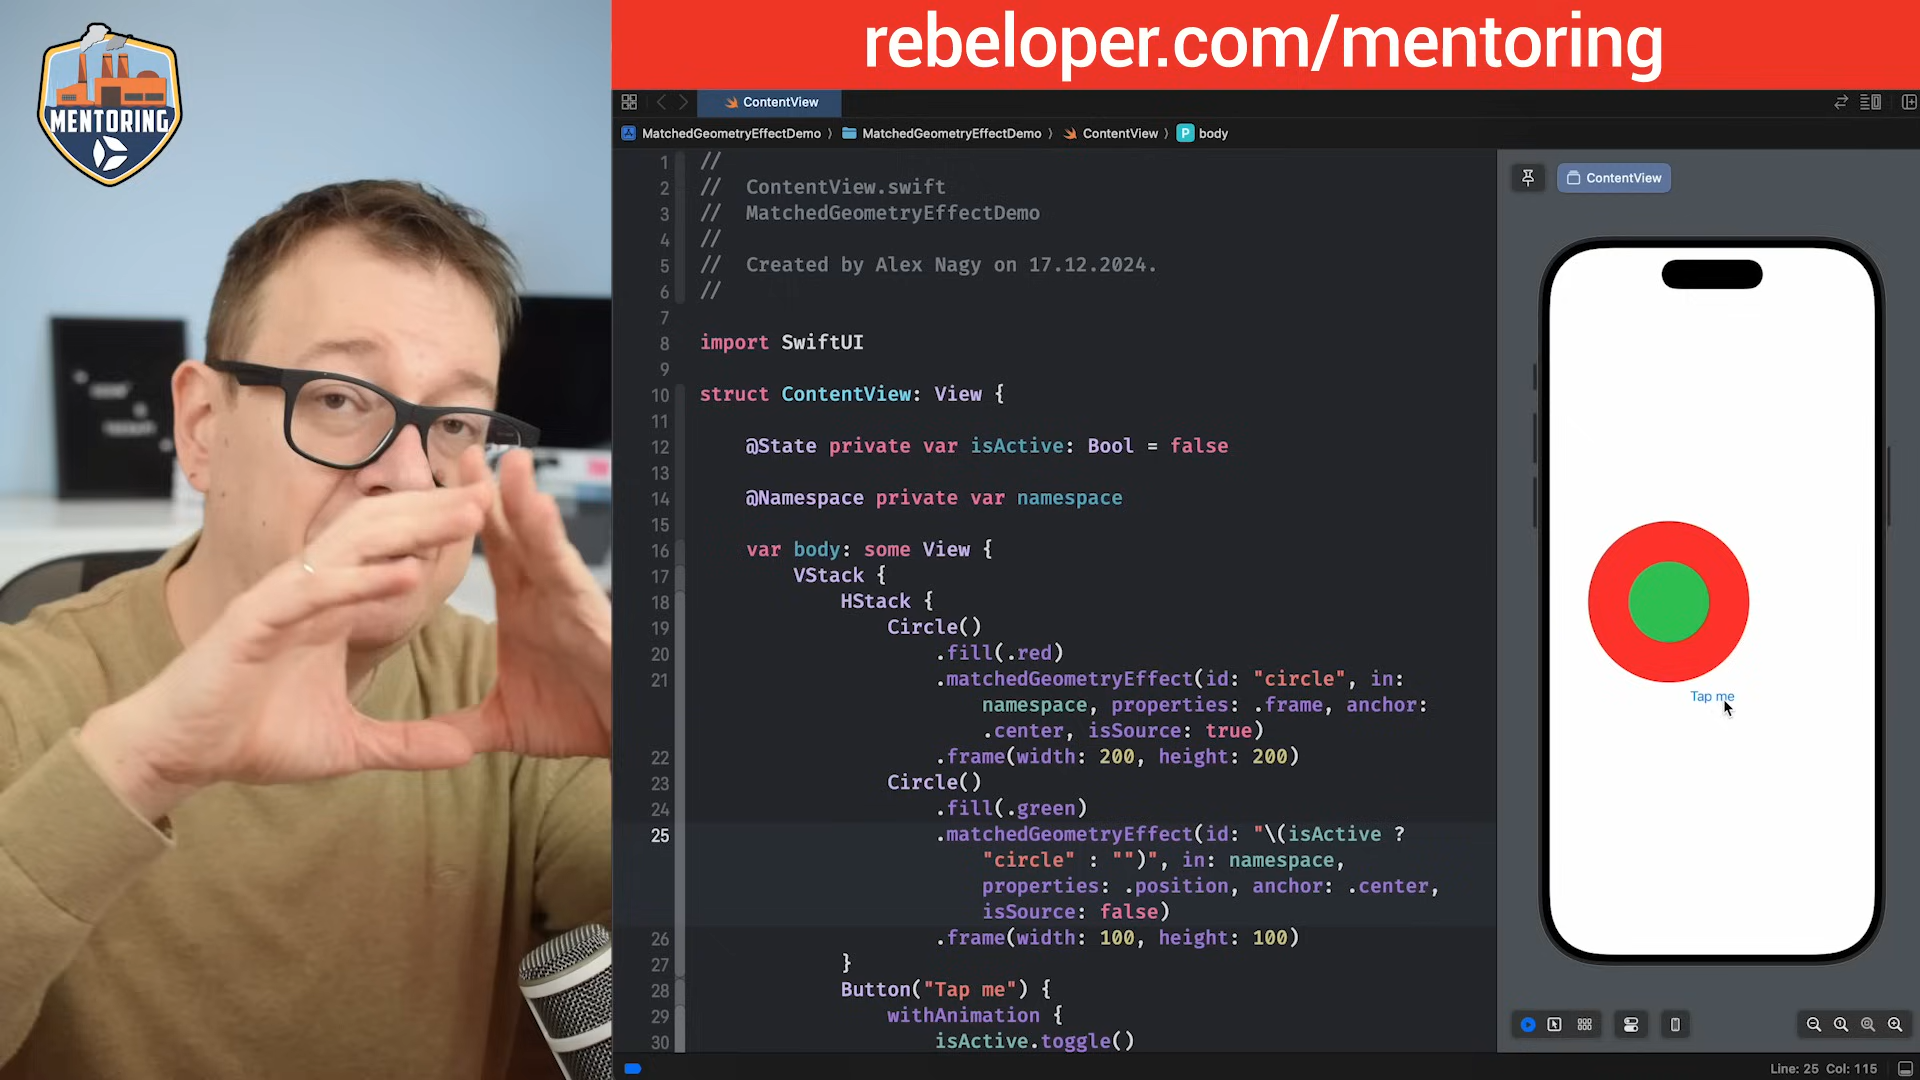 rebeloper.com/mentoring
MENTORING
ContentView
MatchedGeometryEffectDemo 〉 MatchedGeometryEffectDemo 〉 ContentView 〉 P body
1 //
2 // ContentView.swift
3 // MatchedGeometryEffectDemo
4 //
5 // Created by Alex Nagy on 17.12.2024.
6 //
7
8 import SwiftUI
9
10 struct ContentView: View {
11
12 @State private var isActive: Bool = false
13
14 @Namespace private var namespace
15
16 var body: some View {
17 VStack {
18 HStack {
19 Circle()
20 .fill(.red)
21 .matchedGeometryEffect(id: "circle", in:
namespace, properties: .frame, anchor:
.center, isSource: true)
22 .frame(width: 200, height: 200)
23 Circle()
24 .fill(.green)
25 .matchedGeometryEffect(id: "\(isActive ?
"circle" : "")", in: namespace,
properties: .position, anchor: .center,
isSource: false)
26 .frame(width: 100, height: 100)
27 }
28 Button("Tap me") {
29 withAnimation {
30 isActive.toggle()
ContentView
Tap me
Line: 25 Col: 115